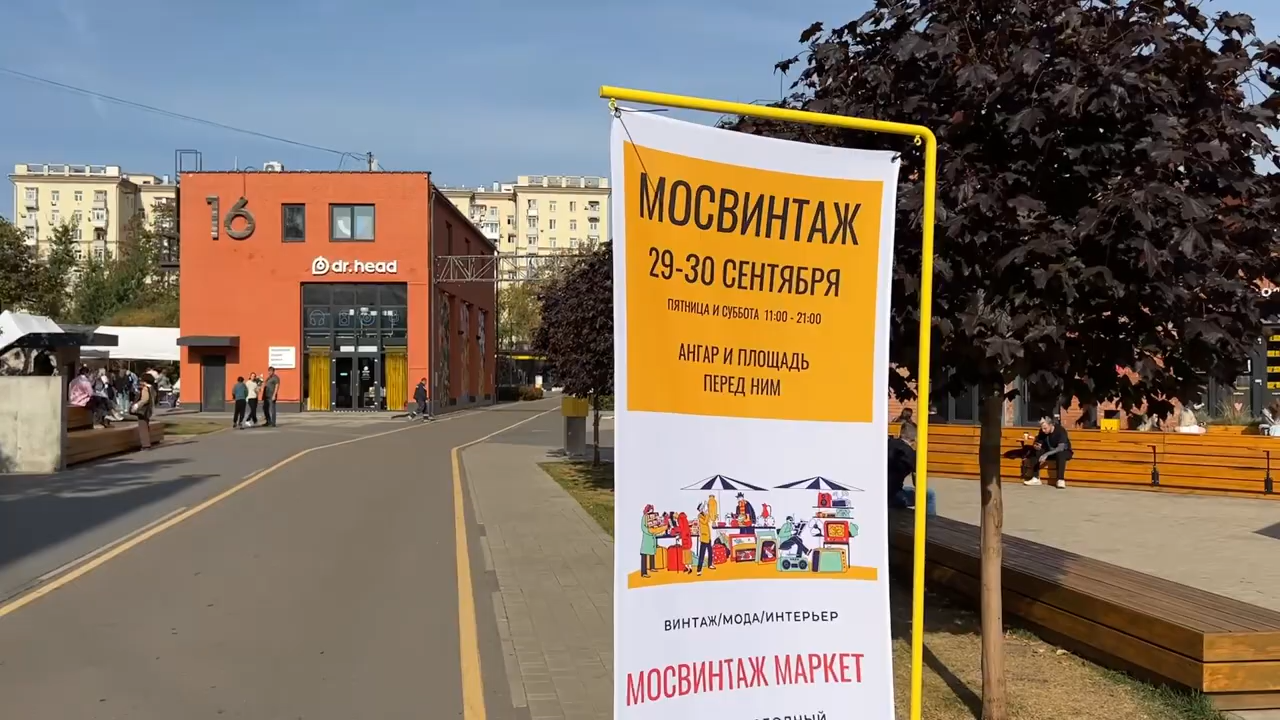 16
dr.head
МОСВИНТАЖ
29-30 СЕНТЯБРЯ
ПЯТНИЦА И СУББОТА 11:00 - 21:00
АНГАР И ПЛОЩАДЬ
ПЕРЕД НИМ
ВИНТАЖ/МОДА/ИНТЕРЬЕР
МОСВИНТАЖ МАРКЕТ